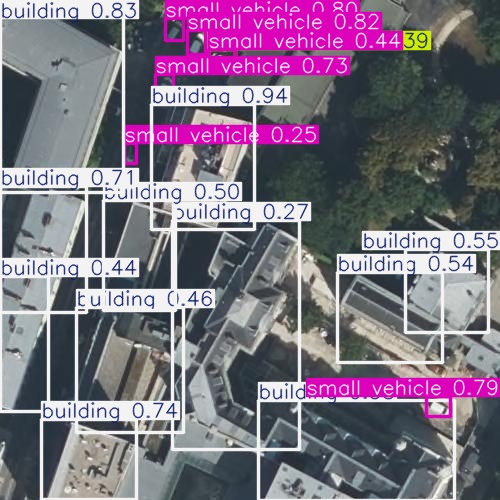 building 0.83
small vehicle 0.80
small vehicle 0.82
small vehicle 0.44
39
small vehicle 0.73
building 0.94
small vehicle 0.25
building 0.71
building 0.50
building 0.27
building 0.55
building 0.44
building 0.54
building 0.46
small vehicle 0.79
building 0.74